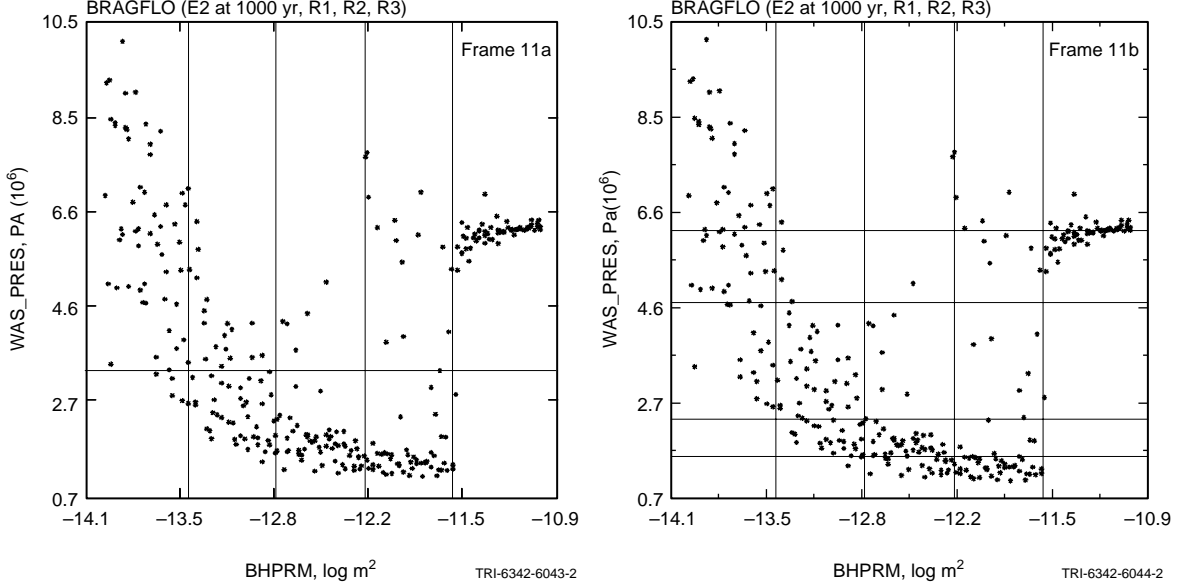 BRAGFLO (E2 at 1000 yr, R1, R2, R3)
Frame 11a
WAS_PRES, PA (10⁶)
10.5
8.5
6.6
4.6
2.7
0.7
–14.1 –13.5 –12.8 –12.2 –11.5 –10.9
BHPRM, log m²
TRI-6342-6043-2
BRAGFLO (E2 at 1000 yr, R1, R2, R3)
Frame 11b
WAS_PRES, Pa(10⁶)
10.5
8.5
6.6
4.6
2.7
0.7
–14.1 –13.5 –12.8 –12.2 –11.5 –10.9
BHPRM, log m²
TRI-6342-6044-2